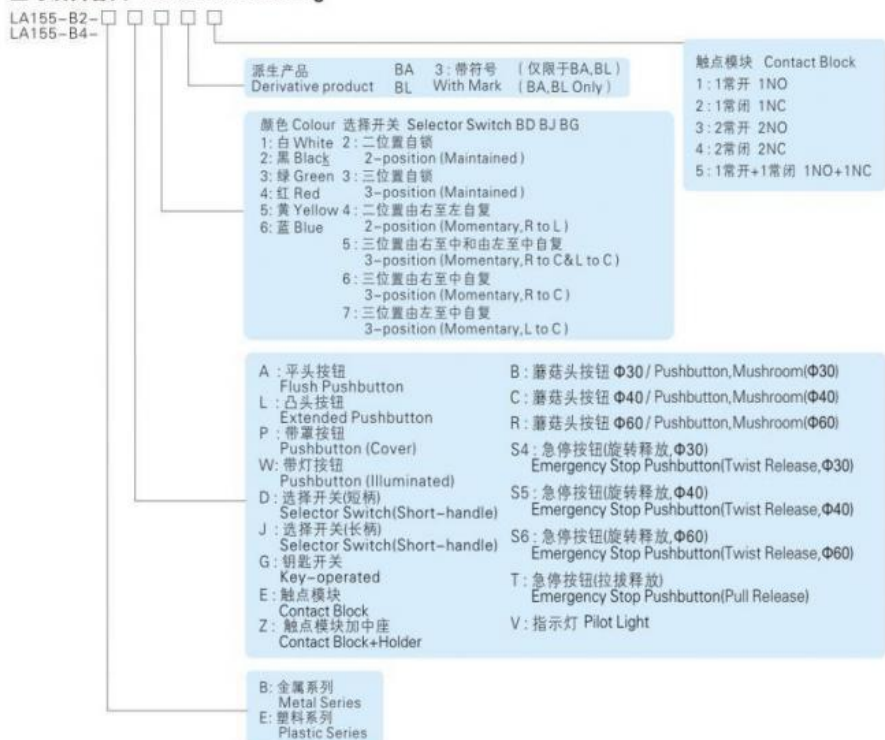 LA155-B2-□ □ □ □ □
LA155-B4-
触点模块 Contact Block
1:1常开 1NO
2:1常闭 1NC
3:2常开 2NO
4:2常闭 2NC
5:1常开+1常闭 1NO+1NC
派生产品 BA 3:带符号 (仅限于BA,BL)
Derivative product BL With Mark (BA,BL Only)
颜色 Colour 选择开关 Selector Switch BD BJ BG
1: 白 White 2:二位置自锁
2: 黑 Black 2-position (Maintained)
3: 绿 Green 3:三位置自锁
4: 红 Red 3-position (Maintained)
5: 黄 Yellow 4:二位置由右至左自复
6: 蓝 Blue 2-position (Momentary,R to L)
5:三位置由右至中和由左至中自复
3-position (Momentary,R to C&L to C)
6:三位置由右至中自复
3-position (Momentary,R to C)
7:三位置由左至中自复
3-position (Momentary,L to C)
A :平头按钮
Flush Pushbutton
L :凸头按钮
Extended Pushbutton
P :带罩按钮
Pushbutton (Cover)
W:带灯按钮
Pushbutton (Illuminated)
D:选择开关(短柄)
Selector Switch(Short-handle)
J :选择开关(长柄)
Selector Switch(Short-handle)
G:钥匙开关
Key-operated
E:触点模块
Contact Block
Z:触点模块加中座
Contact Block+Holder
B:蘑菇头按钮 Φ30/ Pushbutton,Mushroom(Φ30)
C:蘑菇头按钮 Φ40/ Pushbutton,Mushroom(Φ40)
R:蘑菇头按钮 Φ60/ Pushbutton,Mushroom(Φ60)
S4:急停按钮(旋转释放,Φ30)
Emergency Stop Pushbutton(Twist Release,Φ30)
S5:急停按钮(旋转释放,Φ40)
Emergency Stop Pushbutton(Twist Release,Φ40)
S6:急停按钮(旋转释放,Φ60)
Emergency Stop Pushbutton(Twist Release,Φ60)
T:急停按钮(拉拔释放)
Emergency Stop Pushbutton(Pull Release)
V:指示灯 Pilot Light
B: 金属系列
Metal Series
E: 塑料系列
Plastic Series